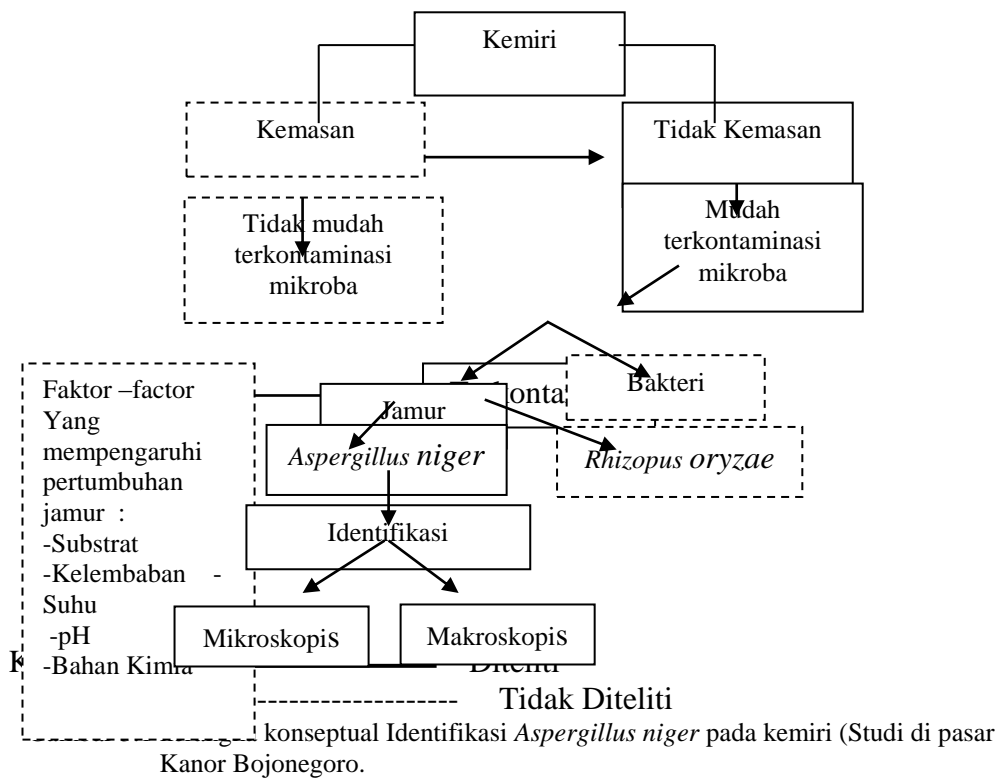 Kemiri
Kemasan
Tidak Kemasan
Tidak mudah
terkontaminasi
mikroba
Mudah
terkontaminasi
mikroba
Bakteri
Jamur
Aspergillus niger
Rhizopus oryzae
Faktor –factor
Yang
mempengaruhi
pertumbuhan
jamur :
-Substrat
-Kelembaban -
Suhu
-pH
-Bahan Kimia
Identifikasi
Mikroskopis
Makroskopis
Diteliti
Tidak Diteliti
konseptual Identifikasi Aspergillus niger pada kemiri (Studi di pasar
Kanor Bojonegoro.